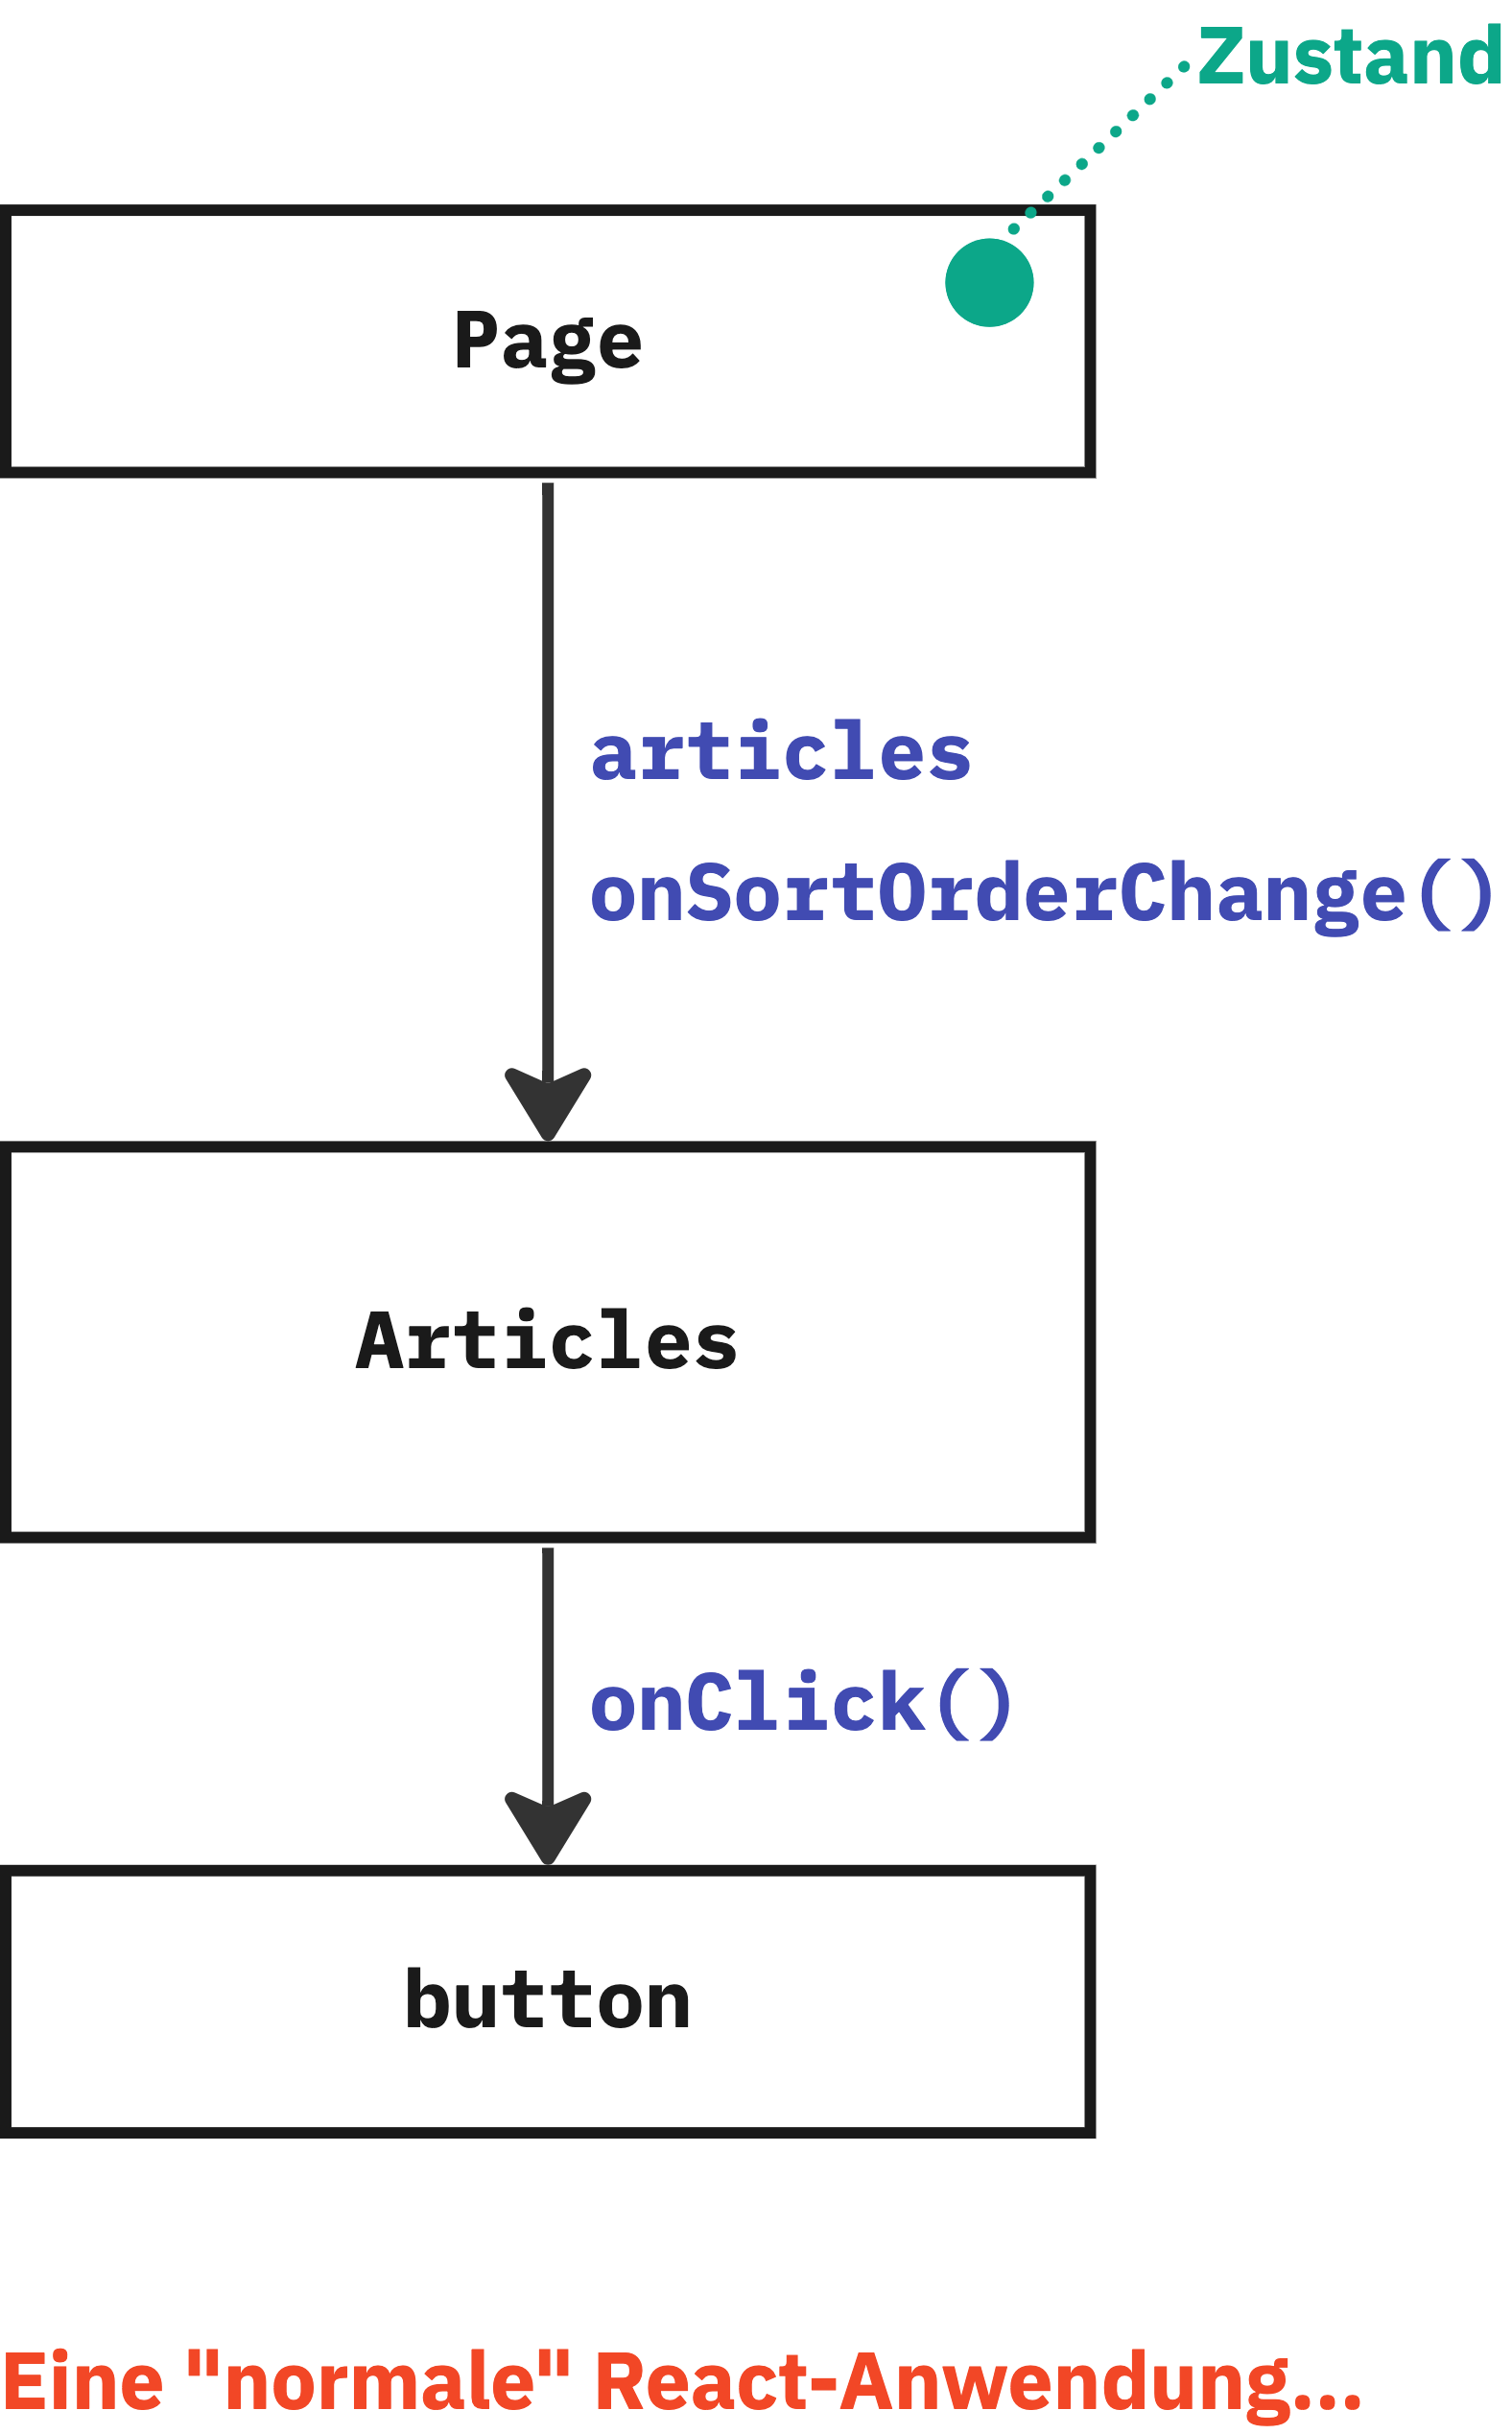 Zustand
Page
articles
onSortOrderChange()
Articles
onClick()
button
Eine "normale" React-Anwendung...